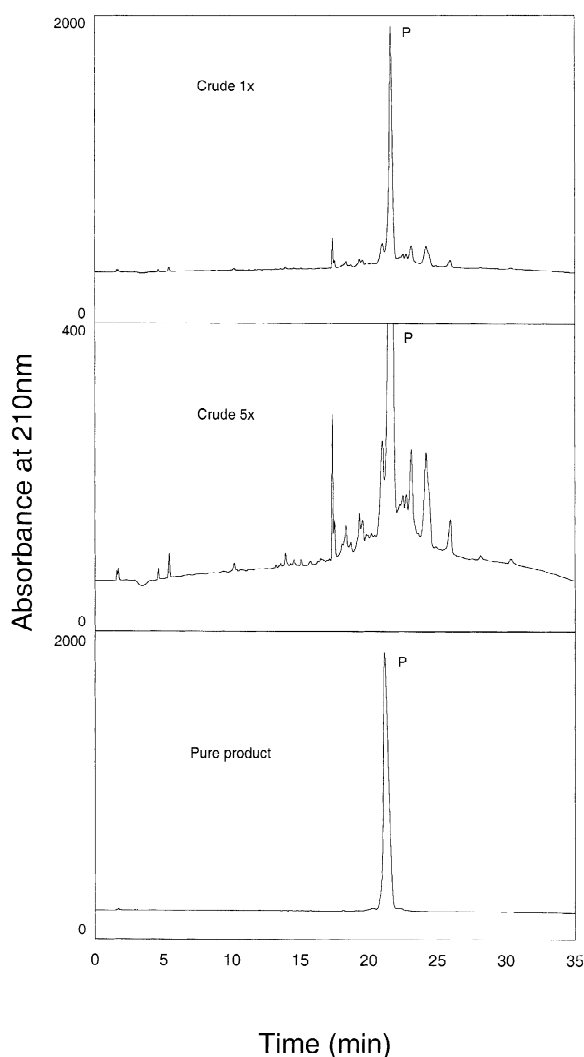 2000
P
Crude 1x
0
400
P
Crude 5x
Absorbance at 210nm
0
2000
P
Pure product
0
0 5 10 15 20 25 30 35
Time (min)